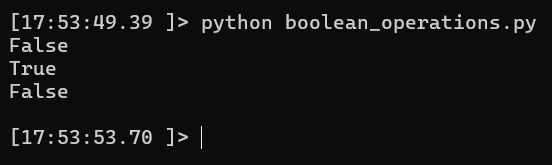 [17:53:49.39 ]> python boolean_operations.py
False
True
False
[17:53:53.70 ]>